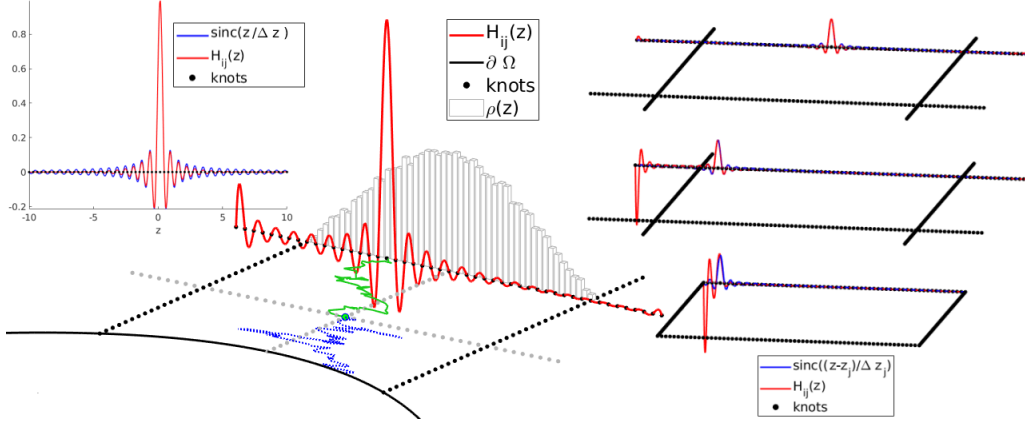 0.8
0.6
0.4
0.2
0
-0.2
-10
-5
0
5
10
z
sinc(z/Δ z )
H_ij(z)
knots
H_ij(z)
∂ Ω
knots
ρ(z)
sinc((z-z_j)/Δ z_j)
H_ij(z)
knots